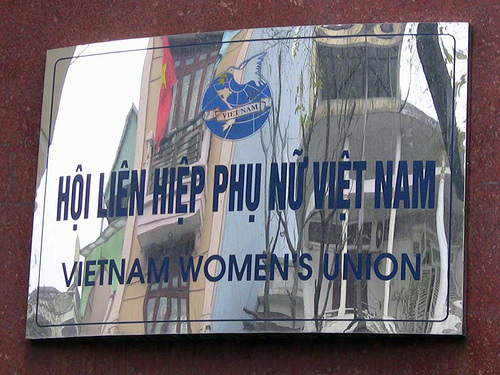 VIETNAM
HỘI LIÊN HIỆP PHỤ NỮ VIỆT NAM
VIETNAM WOMEN'S UNION